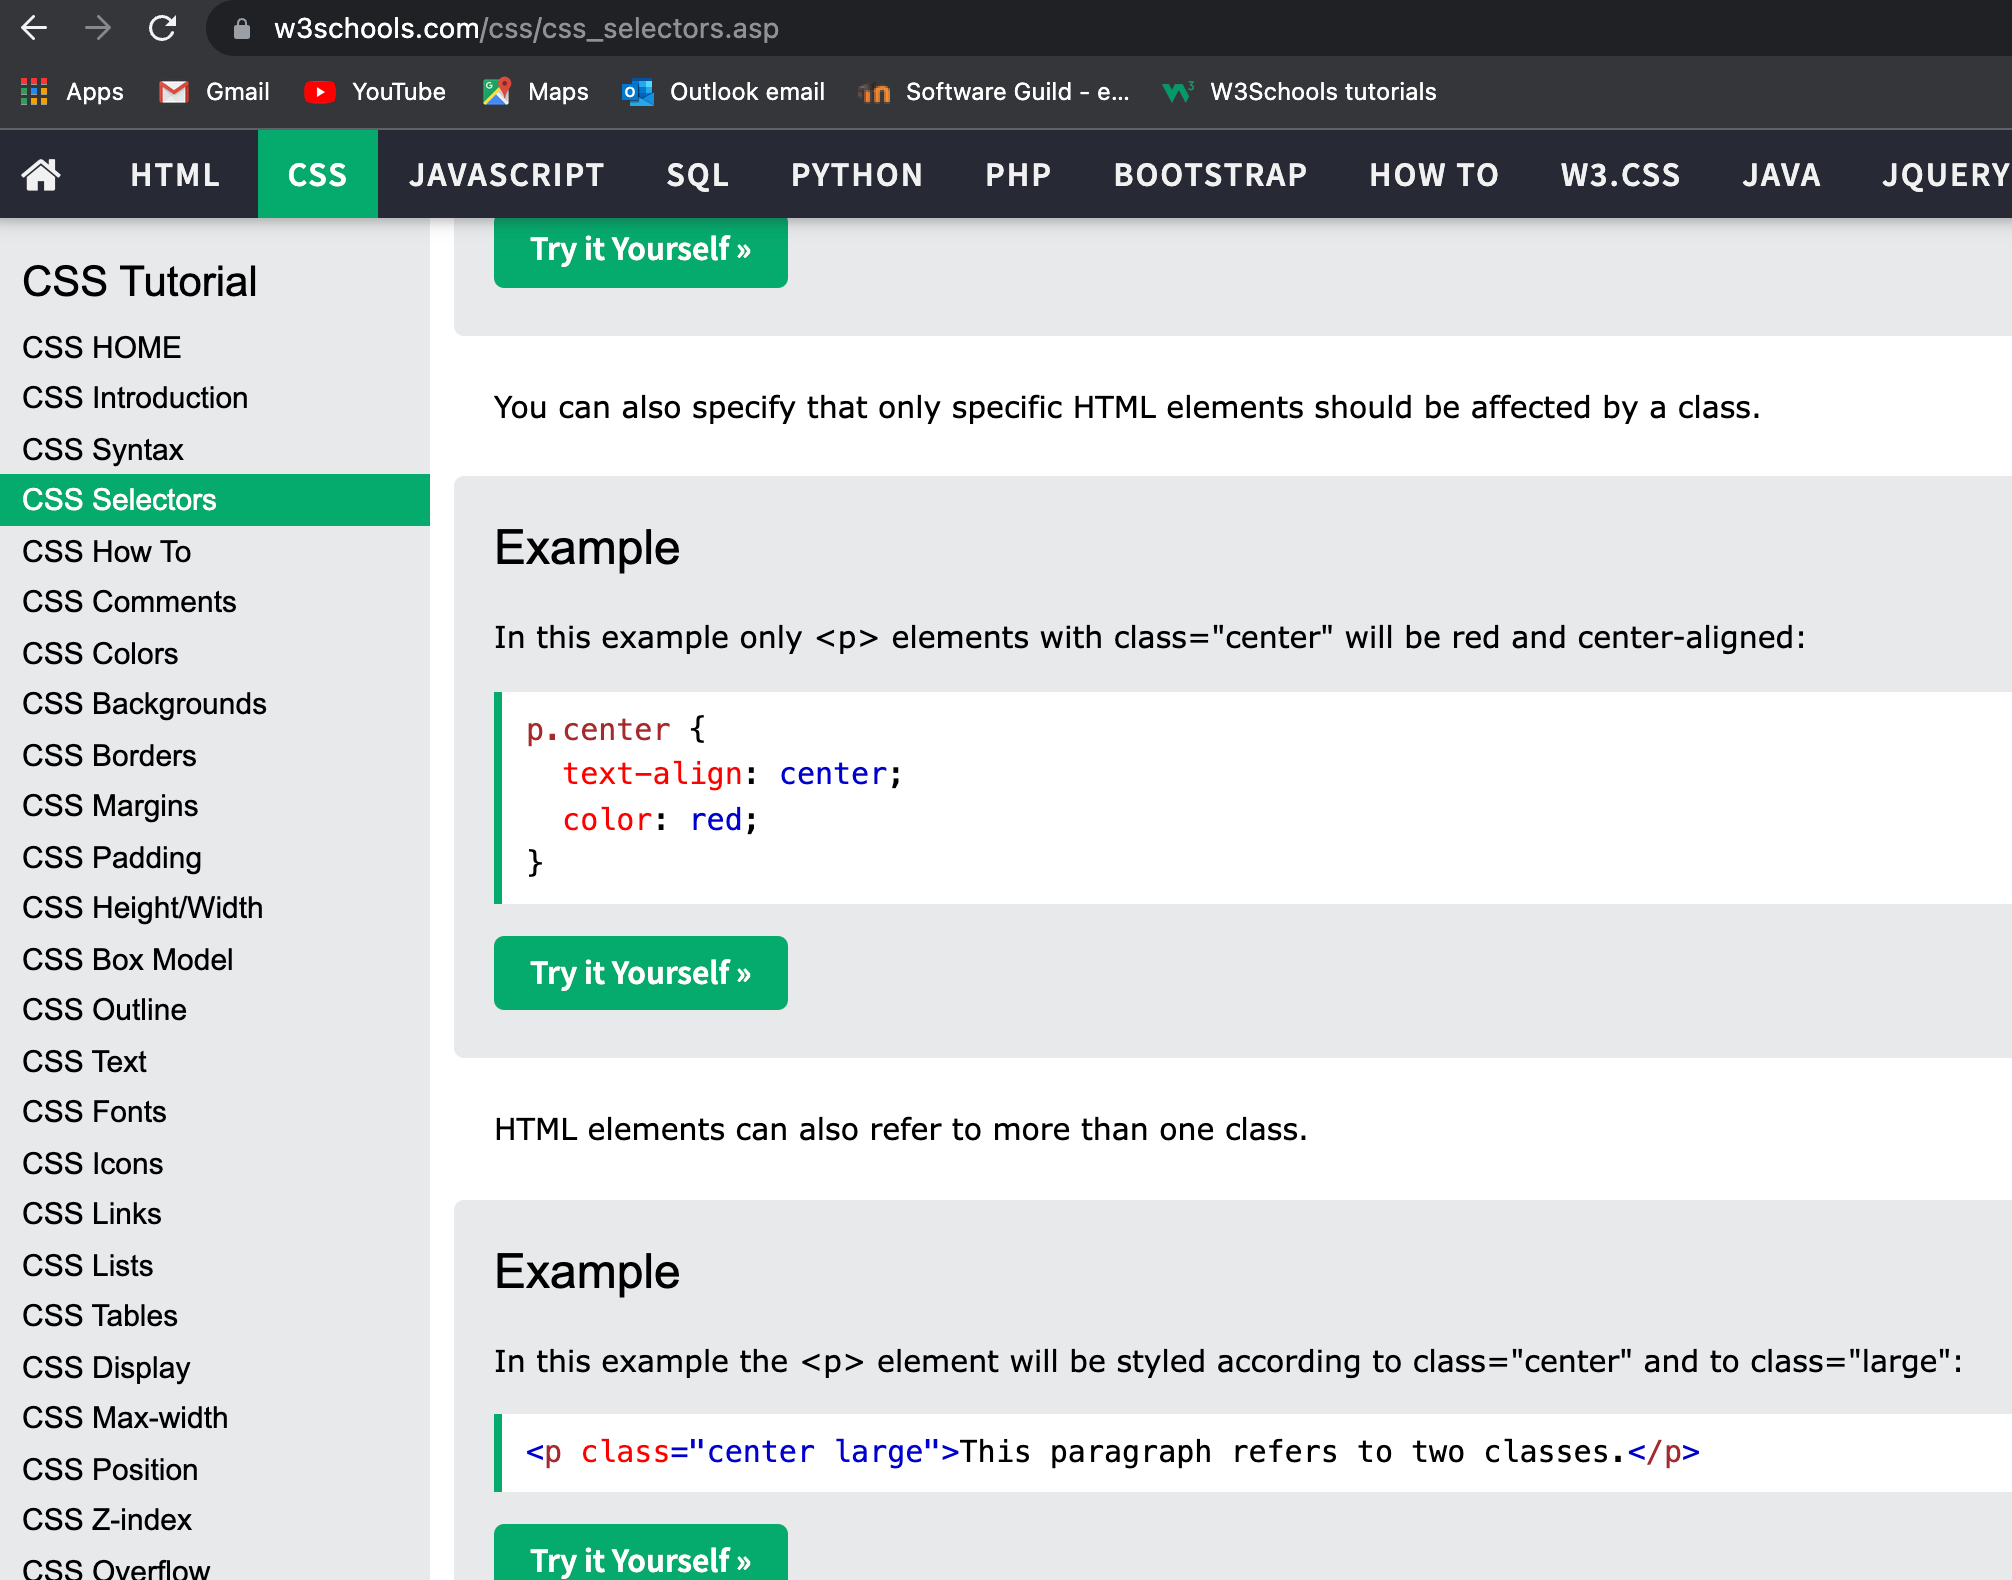 w3schools.com/css/css_selectors.asp
Apps Gmail YouTube Maps Outlook email Software Guild - e... W3Schools tutorials
HTML CSS JAVASCRIPT SQL PYTHON PHP BOOTSTRAP HOW TO W3.CSS JAVA JQUERY
CSS Tutorial
CSS HOME
CSS Introduction
CSS Syntax
CSS Selectors
CSS How To
CSS Comments
CSS Colors
CSS Backgrounds
CSS Borders
CSS Margins
CSS Padding
CSS Height/Width
CSS Box Model
CSS Outline
CSS Text
CSS Fonts
CSS Icons
CSS Links
CSS Lists
CSS Tables
CSS Display
CSS Max-width
CSS Position
CSS Z-index
CSS Overflow
Try it Yourself »
You can also specify that only specific HTML elements should be affected by a class.
Example
In this example only <p> elements with class="center" will be red and center-aligned:
p.center {
  text-align: center;
  color: red;
}
Try it Yourself »
HTML elements can also refer to more than one class.
Example
In this example the <p> element will be styled according to class="center" and to class="large":
<p class="center large">This paragraph refers to two classes.</p>
Try it Yourself »